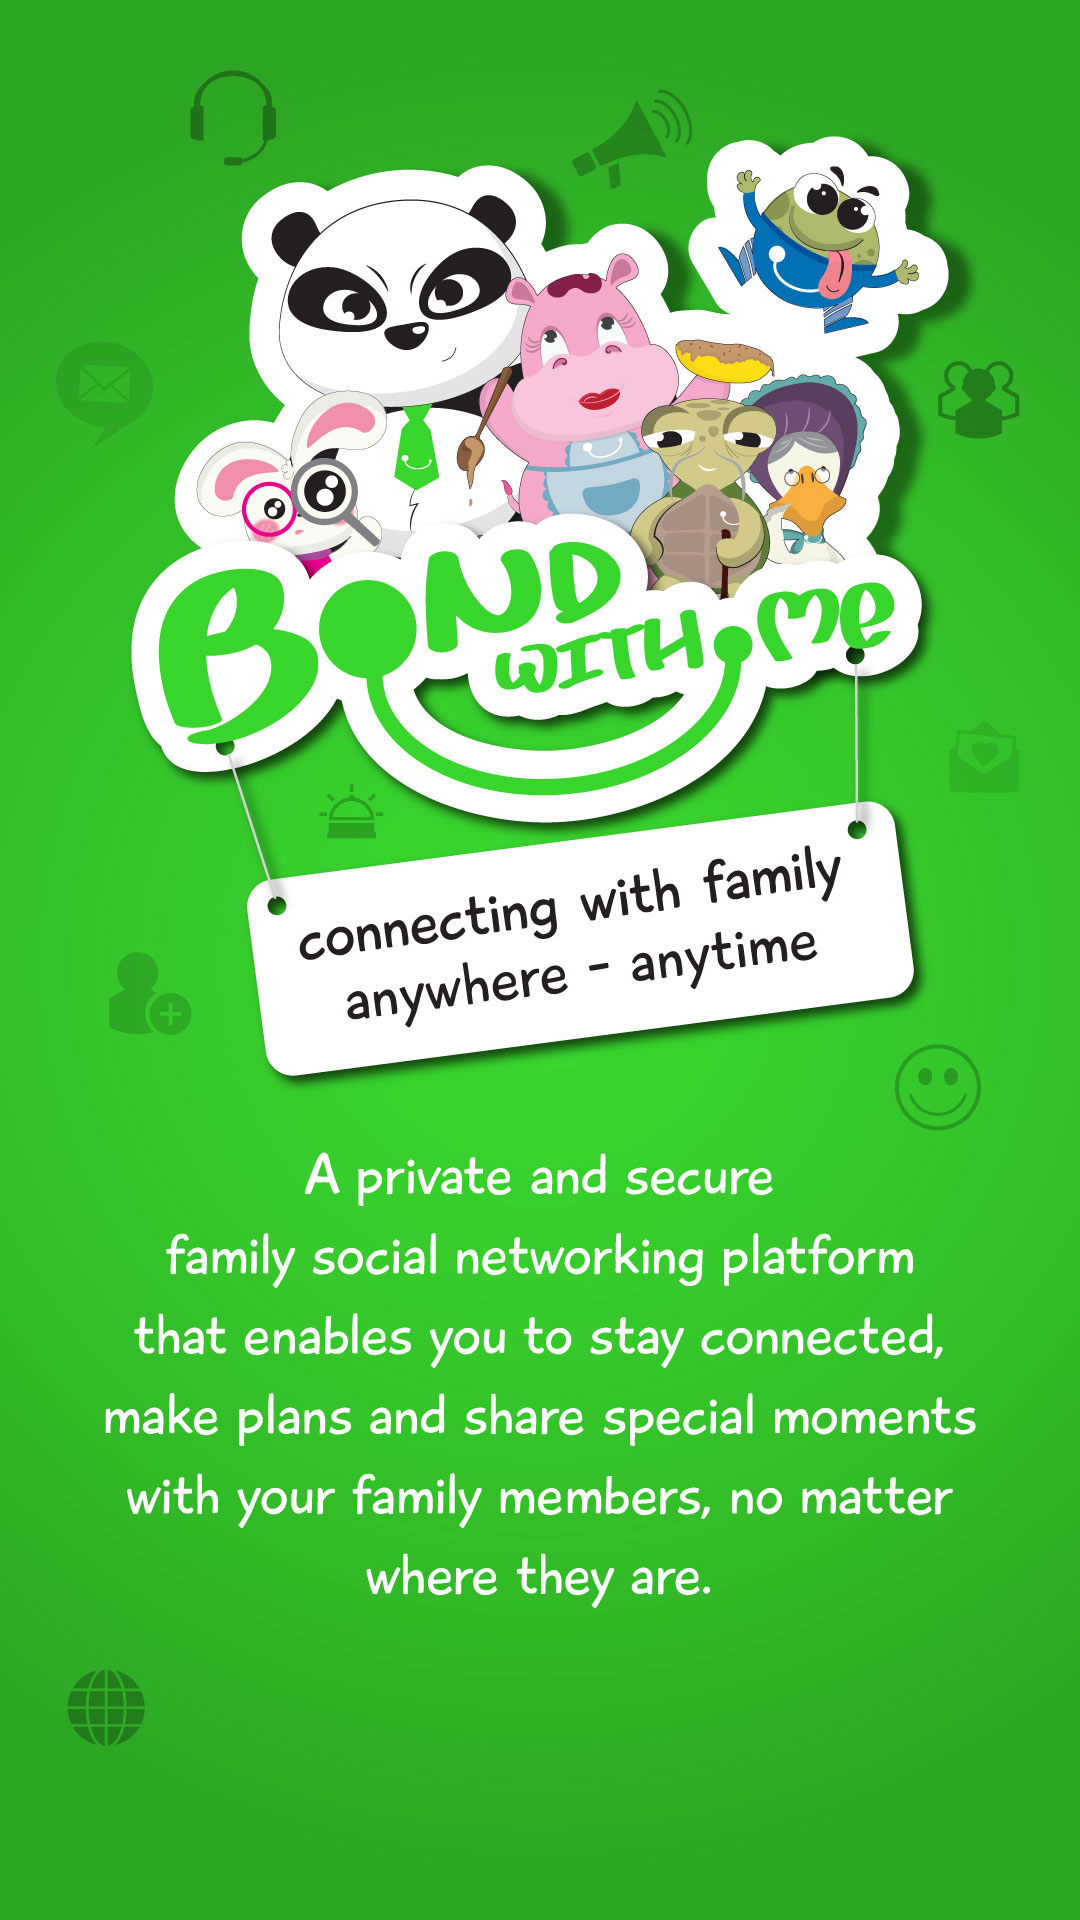 BOND
WITH ME
connecting with family
anywhere - anytime
A private and secure
family social networking platform
that enables you to stay connected,
make plans and share special moments
with your family members, no matter
where they are.